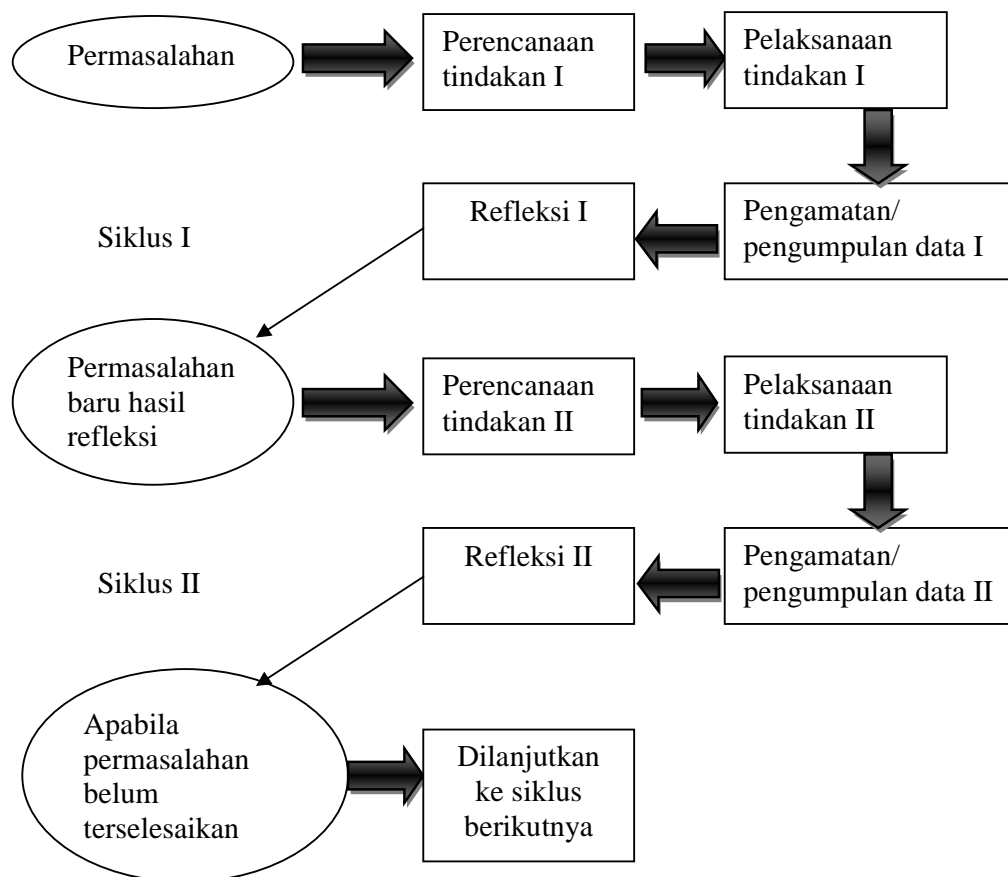 Permasalahan
Perencanaan
tindakan I
Pelaksanaan
tindakan I
Siklus I
Refleksi I
Pengamatan/
pengumpulan data I
Permasalahan
baru hasil
refleksi
Perencanaan
tindakan II
Pelaksanaan
tindakan II
Siklus II
Refleksi II
Pengamatan/
pengumpulan data II
Apabila
permasalahan
belum
terselesaikan
Dilanjutkan
ke siklus
berikutnya